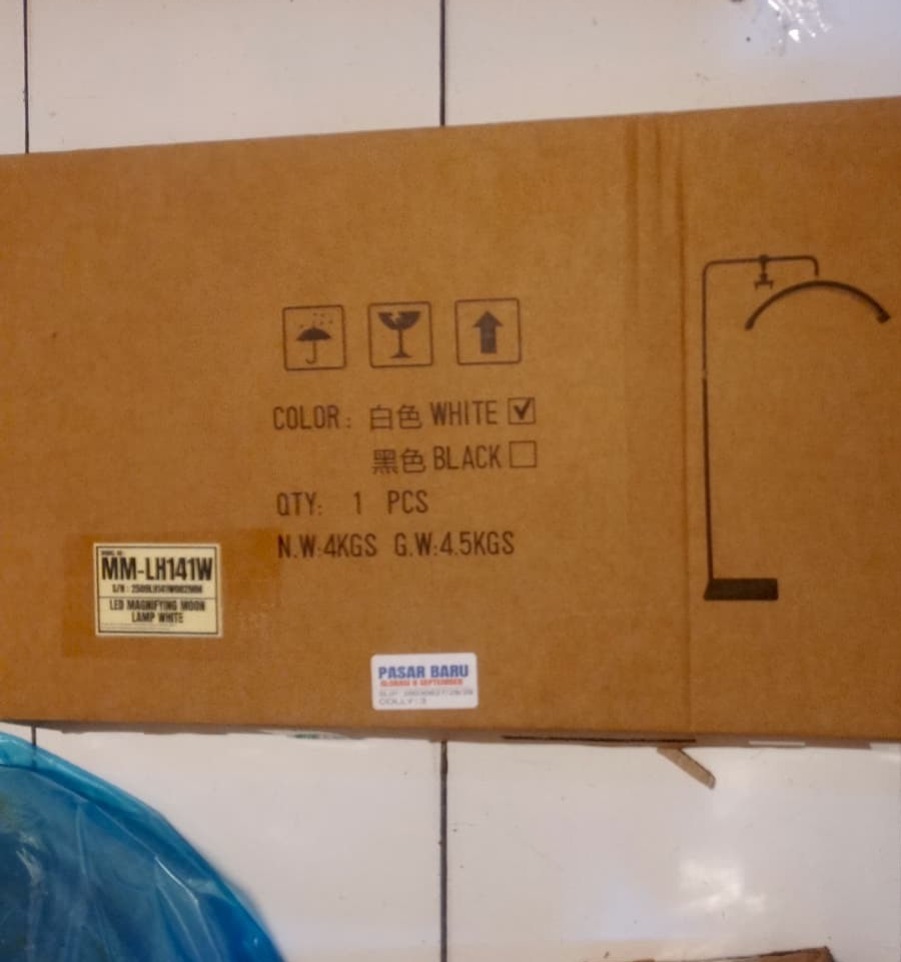 COLOR: 白色 WHITE
黑色 BLACK
QTY: 1 PCS
N.W:4KGS G.W:4.5KGS
MM-LH141W
LED MAGNIFYING MOON
LAMP WHITE
PASAR BARU